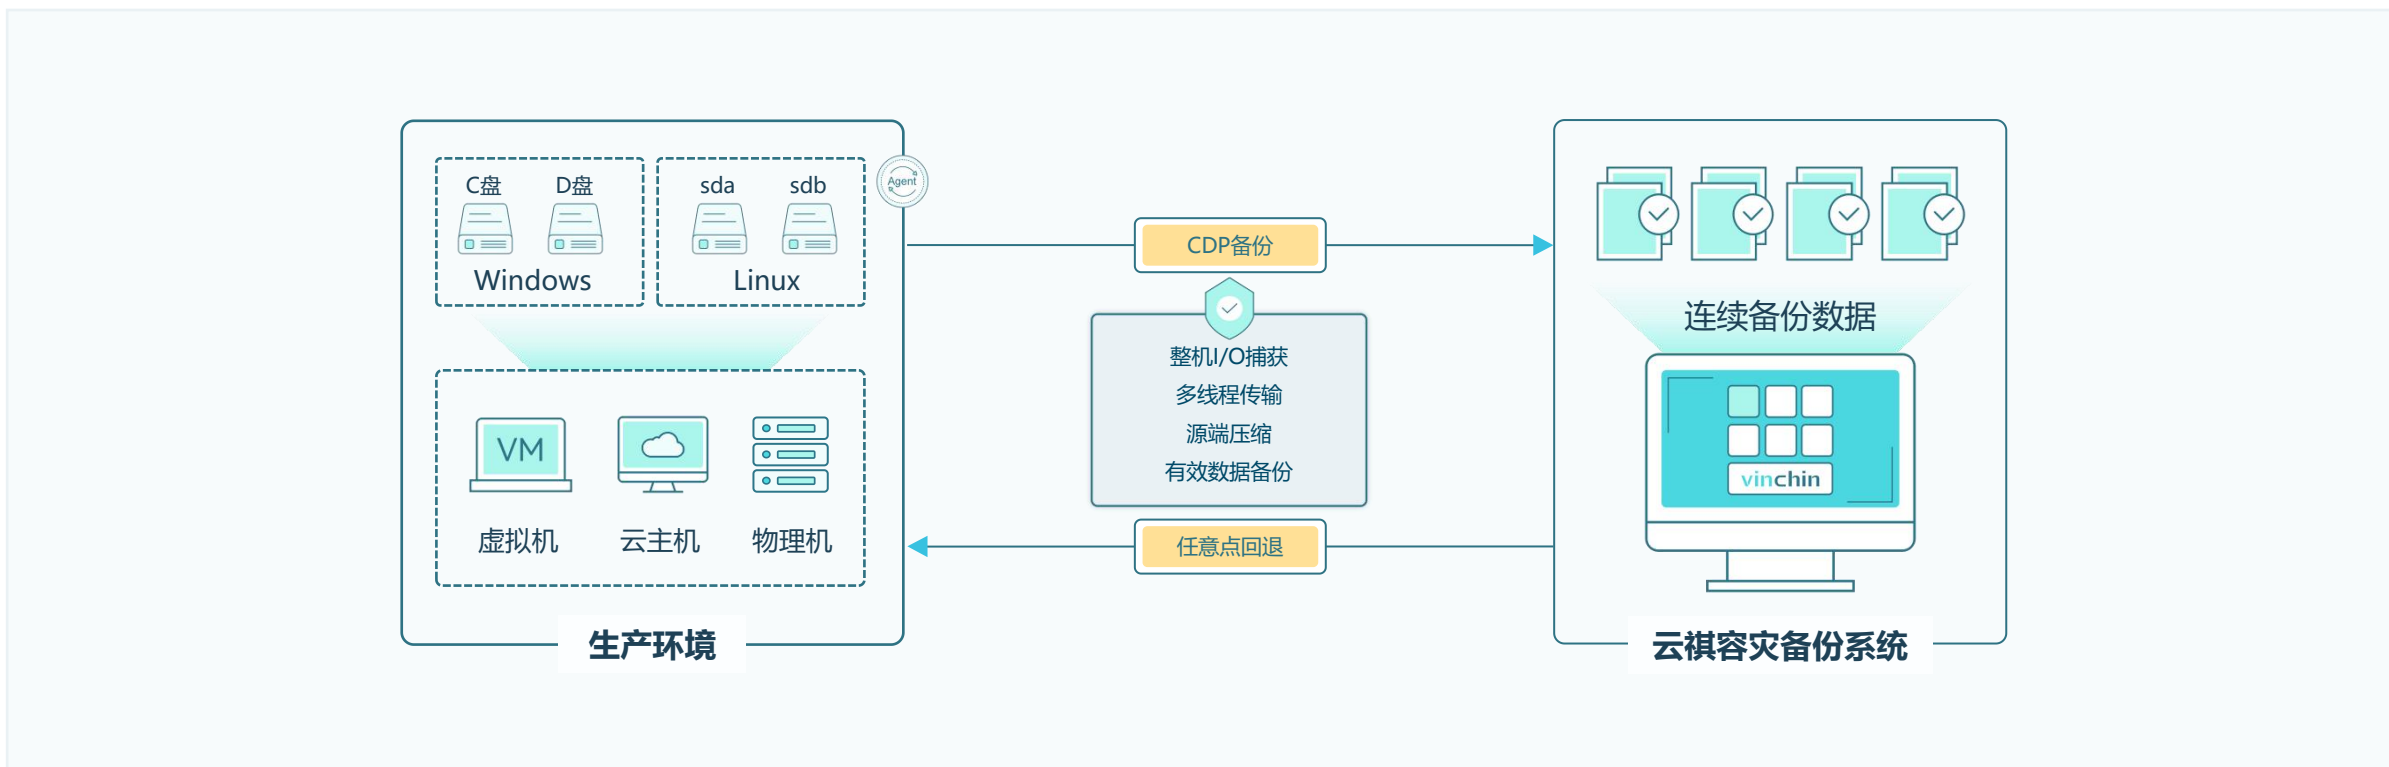 C盘
D盘
sda
sdb
Windows
Linux
Agent
VM
虚拟机
云主机
物理机
生产环境
CDP备份
整机I/O捕获
多线程传输
源端压缩
有效数据备份
任意点回退
连续备份数据
vinchin
云祺容灾备份系统